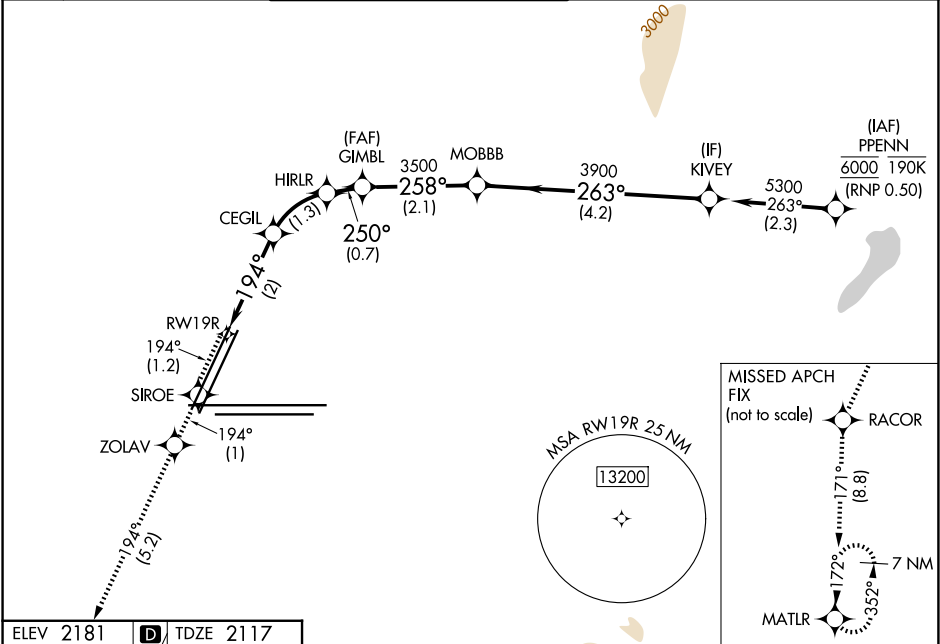 3000
(IAF)
PPENN
6000 190K
(RNP 0.50)
(FAF)
GIMBL
3500
258°
(2.1)
MOBBB
3900
263°
(4.2)
(IF)
KIVEY
5300
263°
(2.3)
HIRLR
CEGIL
(1.3)
250°
(0.7)
194°
(2)
RW19R
194°
(1.2)
SIROE
ZOLAV
194°
(1)
194°
(5.2)
MSA RW19R 25 NM
13200
MISSED APCH
FIX
(not to scale)
RACOR
171°
(8.8)
172°
352°
7 NM
MATLR
ELEV 2181 D TDZE 2117